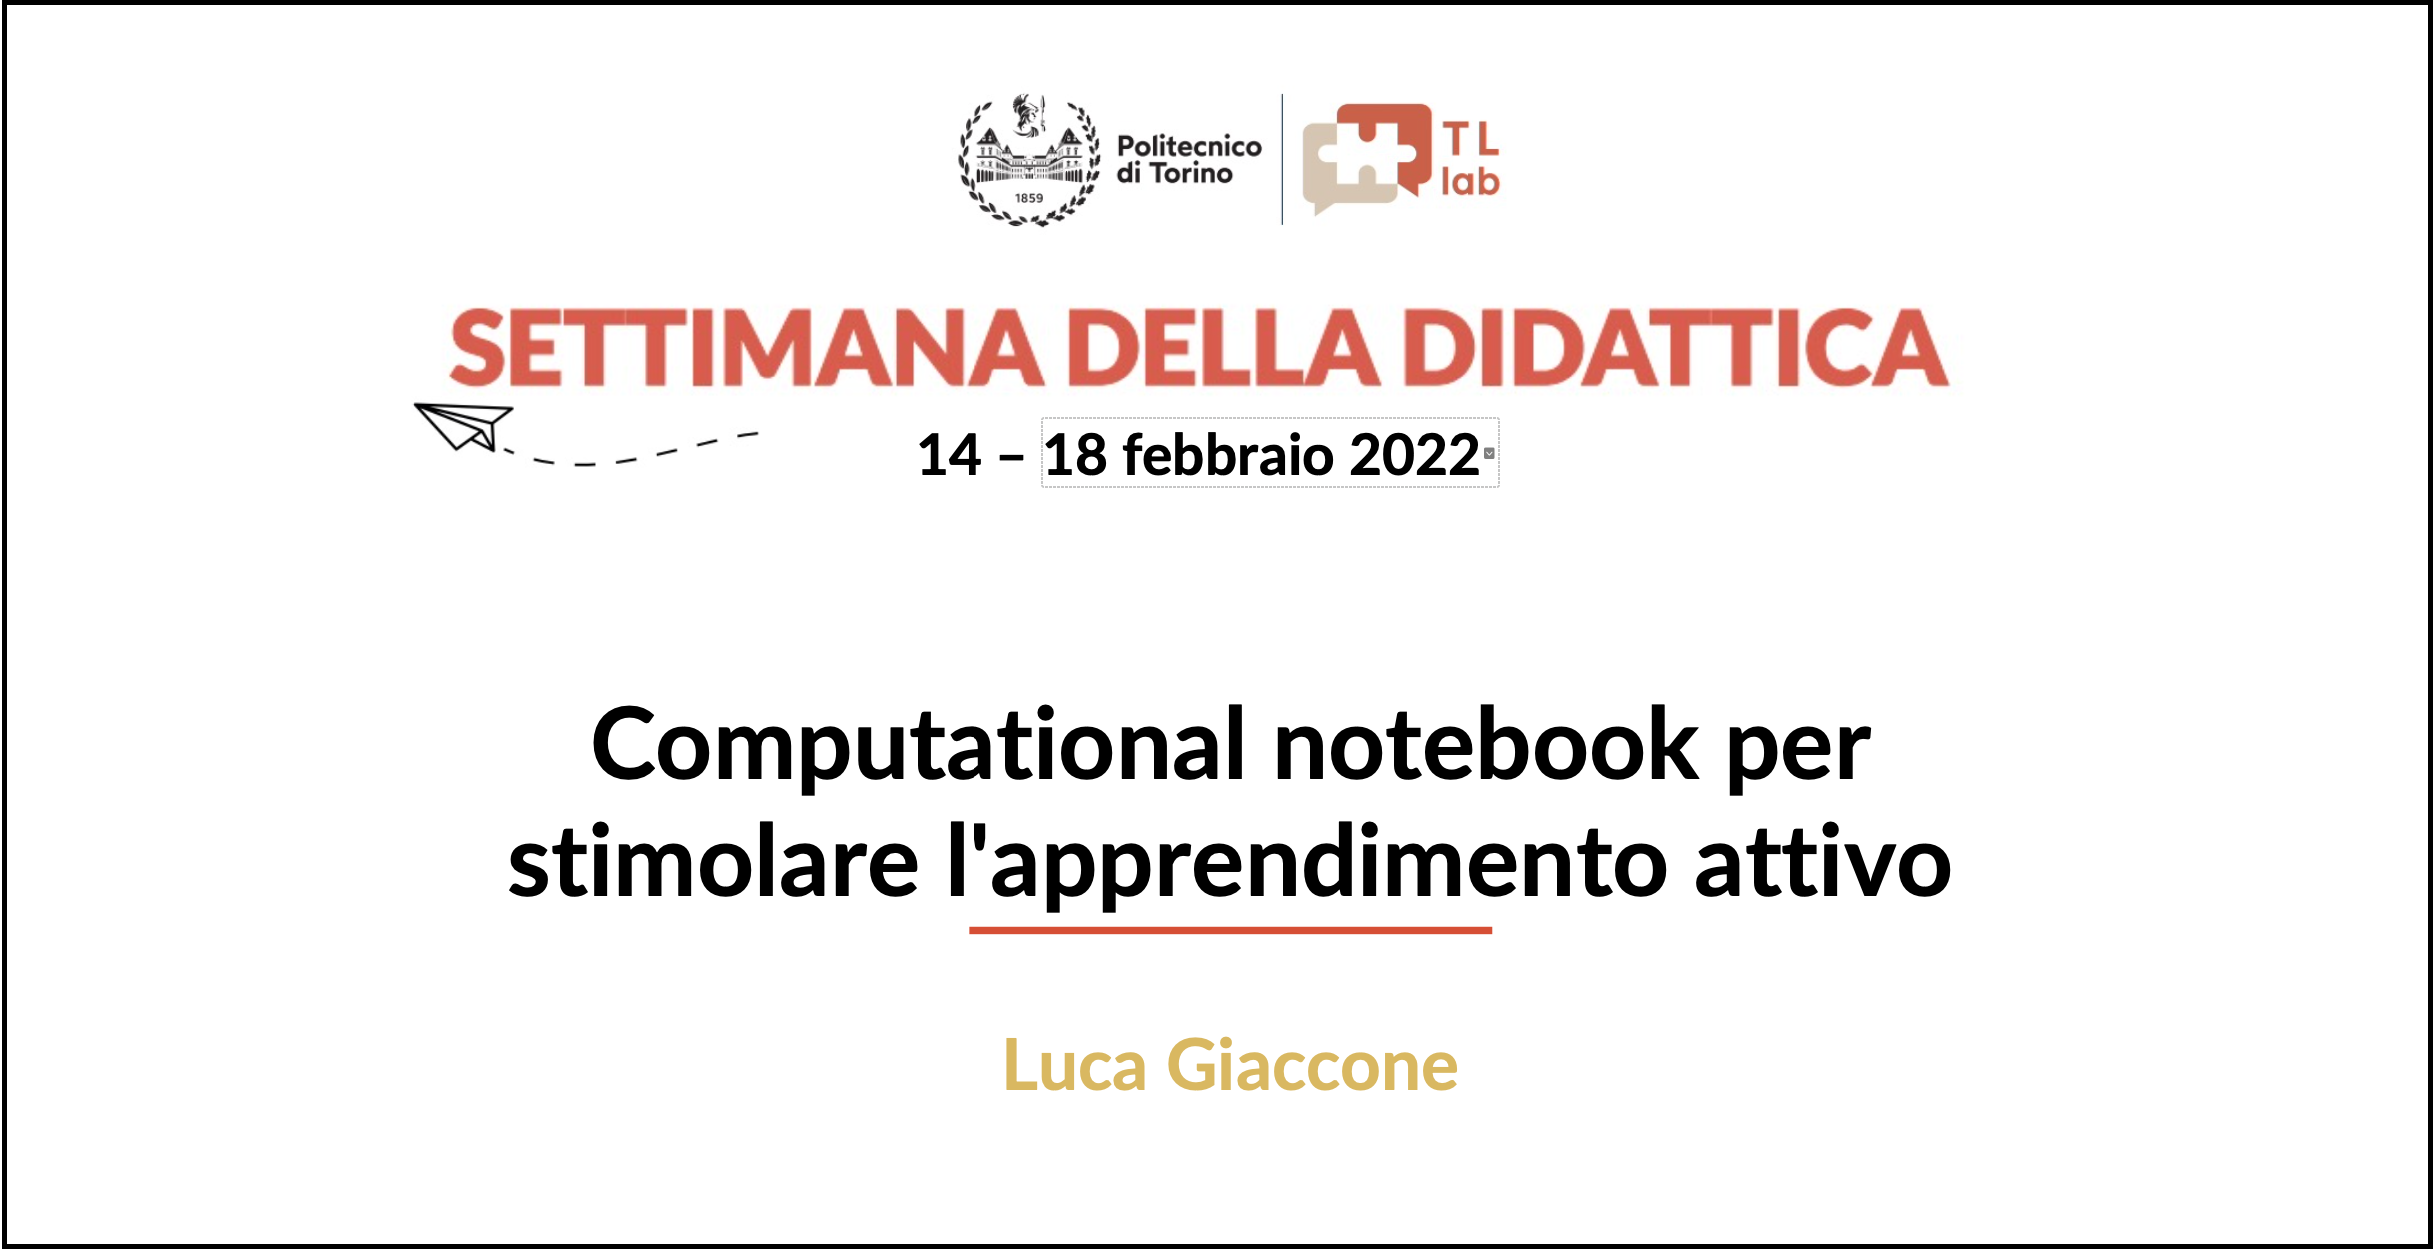 1859
Politecnico
di Torino
TL
lab
SETTIMANA DELLA DIDATTICA
14 – 18 febbraio 2022
Computational notebook per
stimolare l'apprendimento attivo
Luca Giaccone